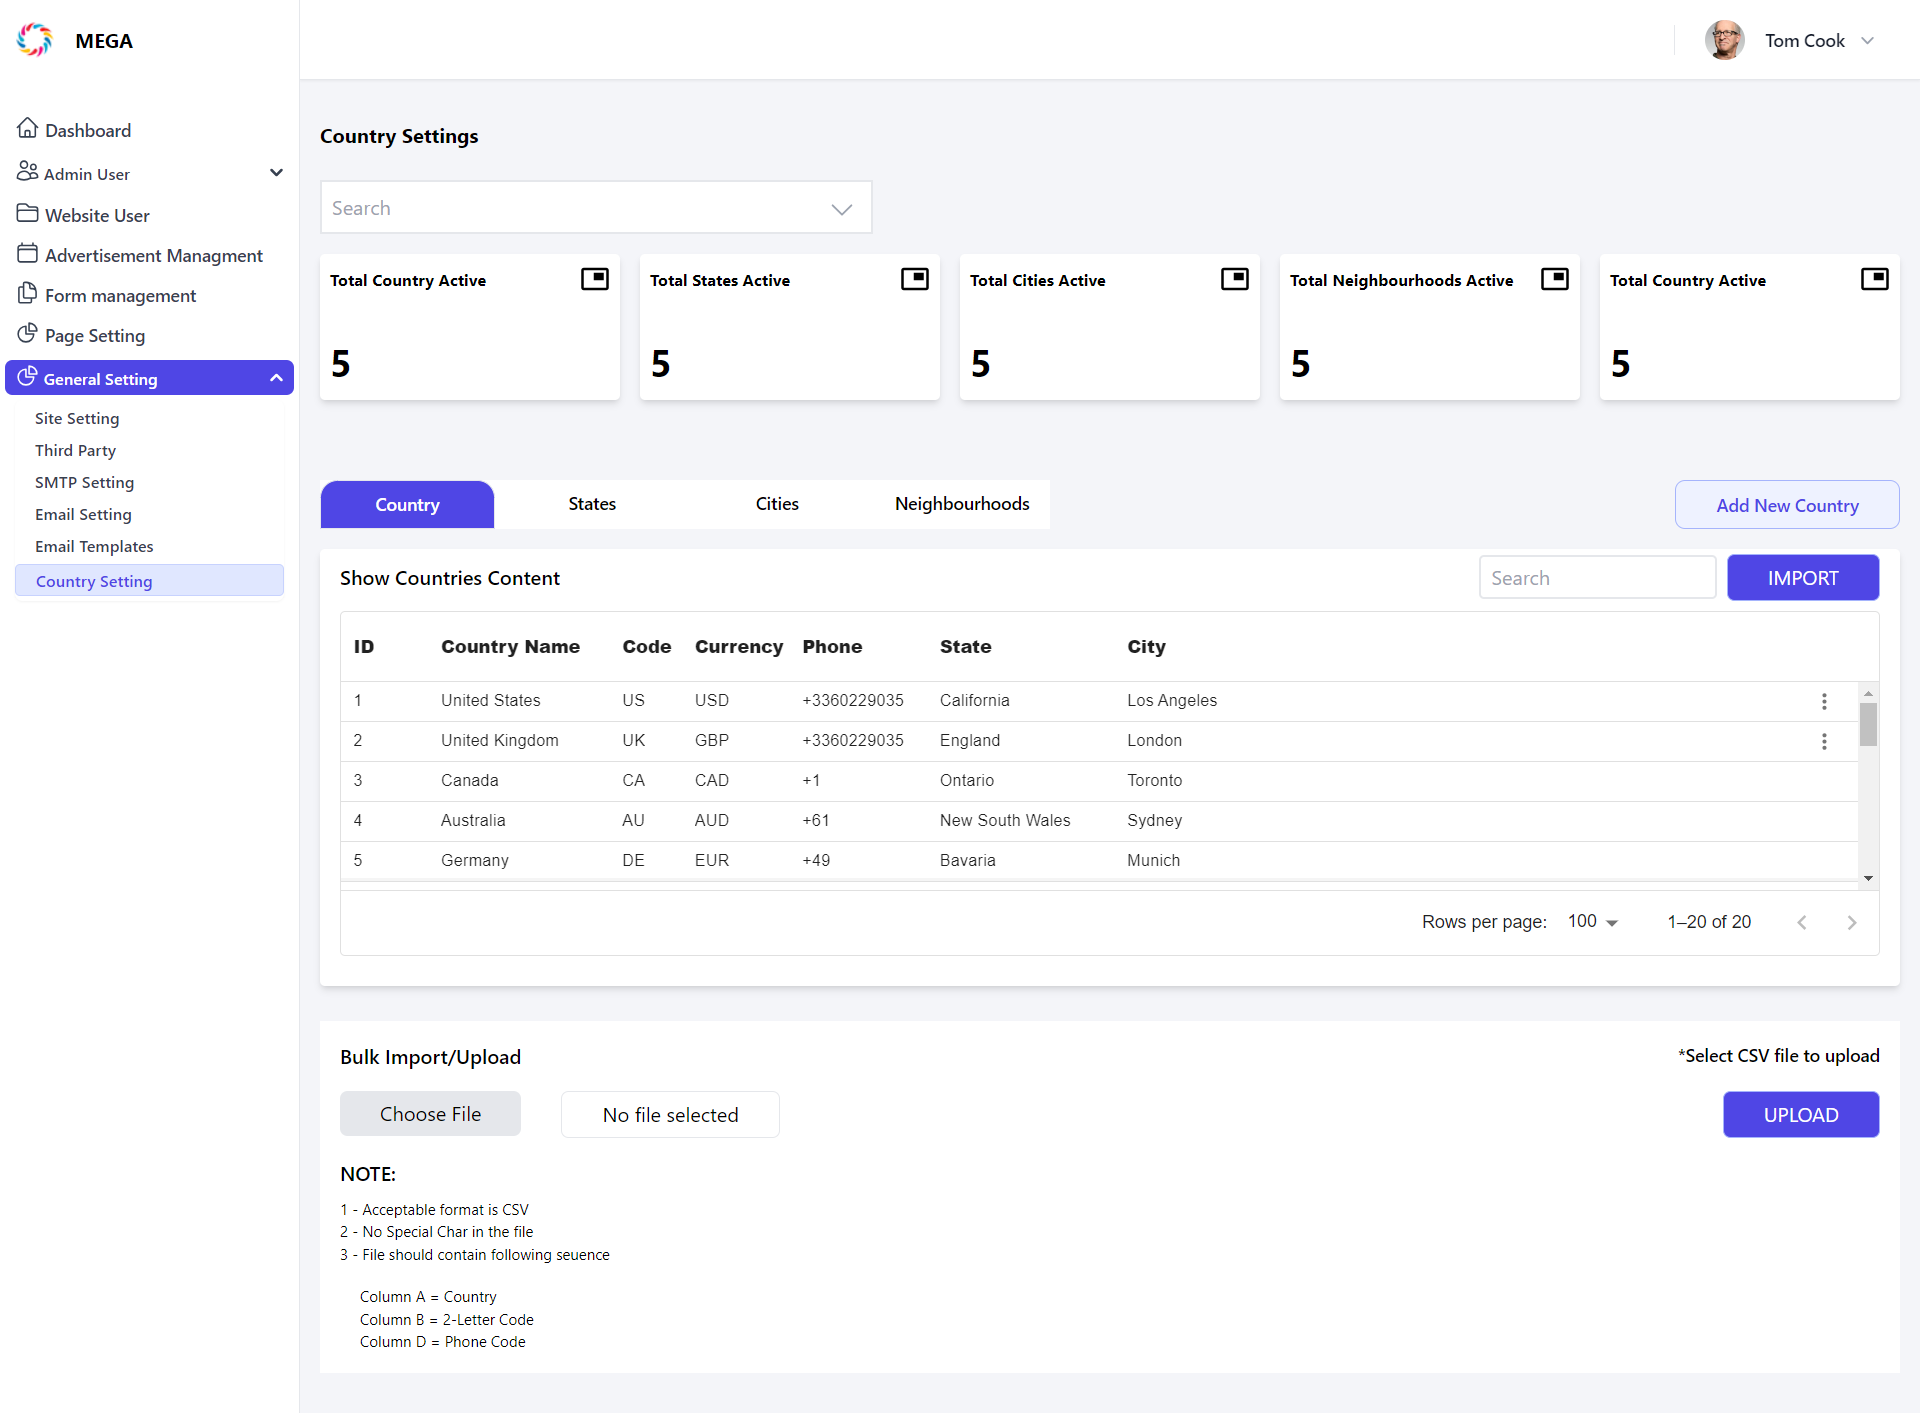 MEGA
Tom Cook
Dashboard
Admin User
Website User
Advertisement Managment
Form management
Page Setting
General Setting
Site Setting
Third Party
SMTP Setting
Email Setting
Email Templates
Country Setting
Country Settings
Search
Total Country Active
5
Total States Active
5
Total Cities Active
5
Total Neighbourhoods Active
5
Total Country Active
5
Country States Cities Neighbourhoods
Add New Country
Show Countries Content
Search
IMPORT
ID Country Name Code Currency Phone State City
1 United States US USD +3360229035 California Los Angeles
2 United Kingdom UK GBP +3360229035 England London
3 Canada CA CAD +1 Ontario Toronto
4 Australia AU AUD +61 New South Wales Sydney
5 Germany DE EUR +49 Bavaria Munich
Rows per page: 100 1–20 of 20
Bulk Import/Upload
*Select CSV file to upload
Choose File
No file selected
UPLOAD
NOTE:
1 - Acceptable format is CSV
2 - No Special Char in the file
3 - File should contain following seuence
Column A = Country
Column B = 2-Letter Code
Column D = Phone Code